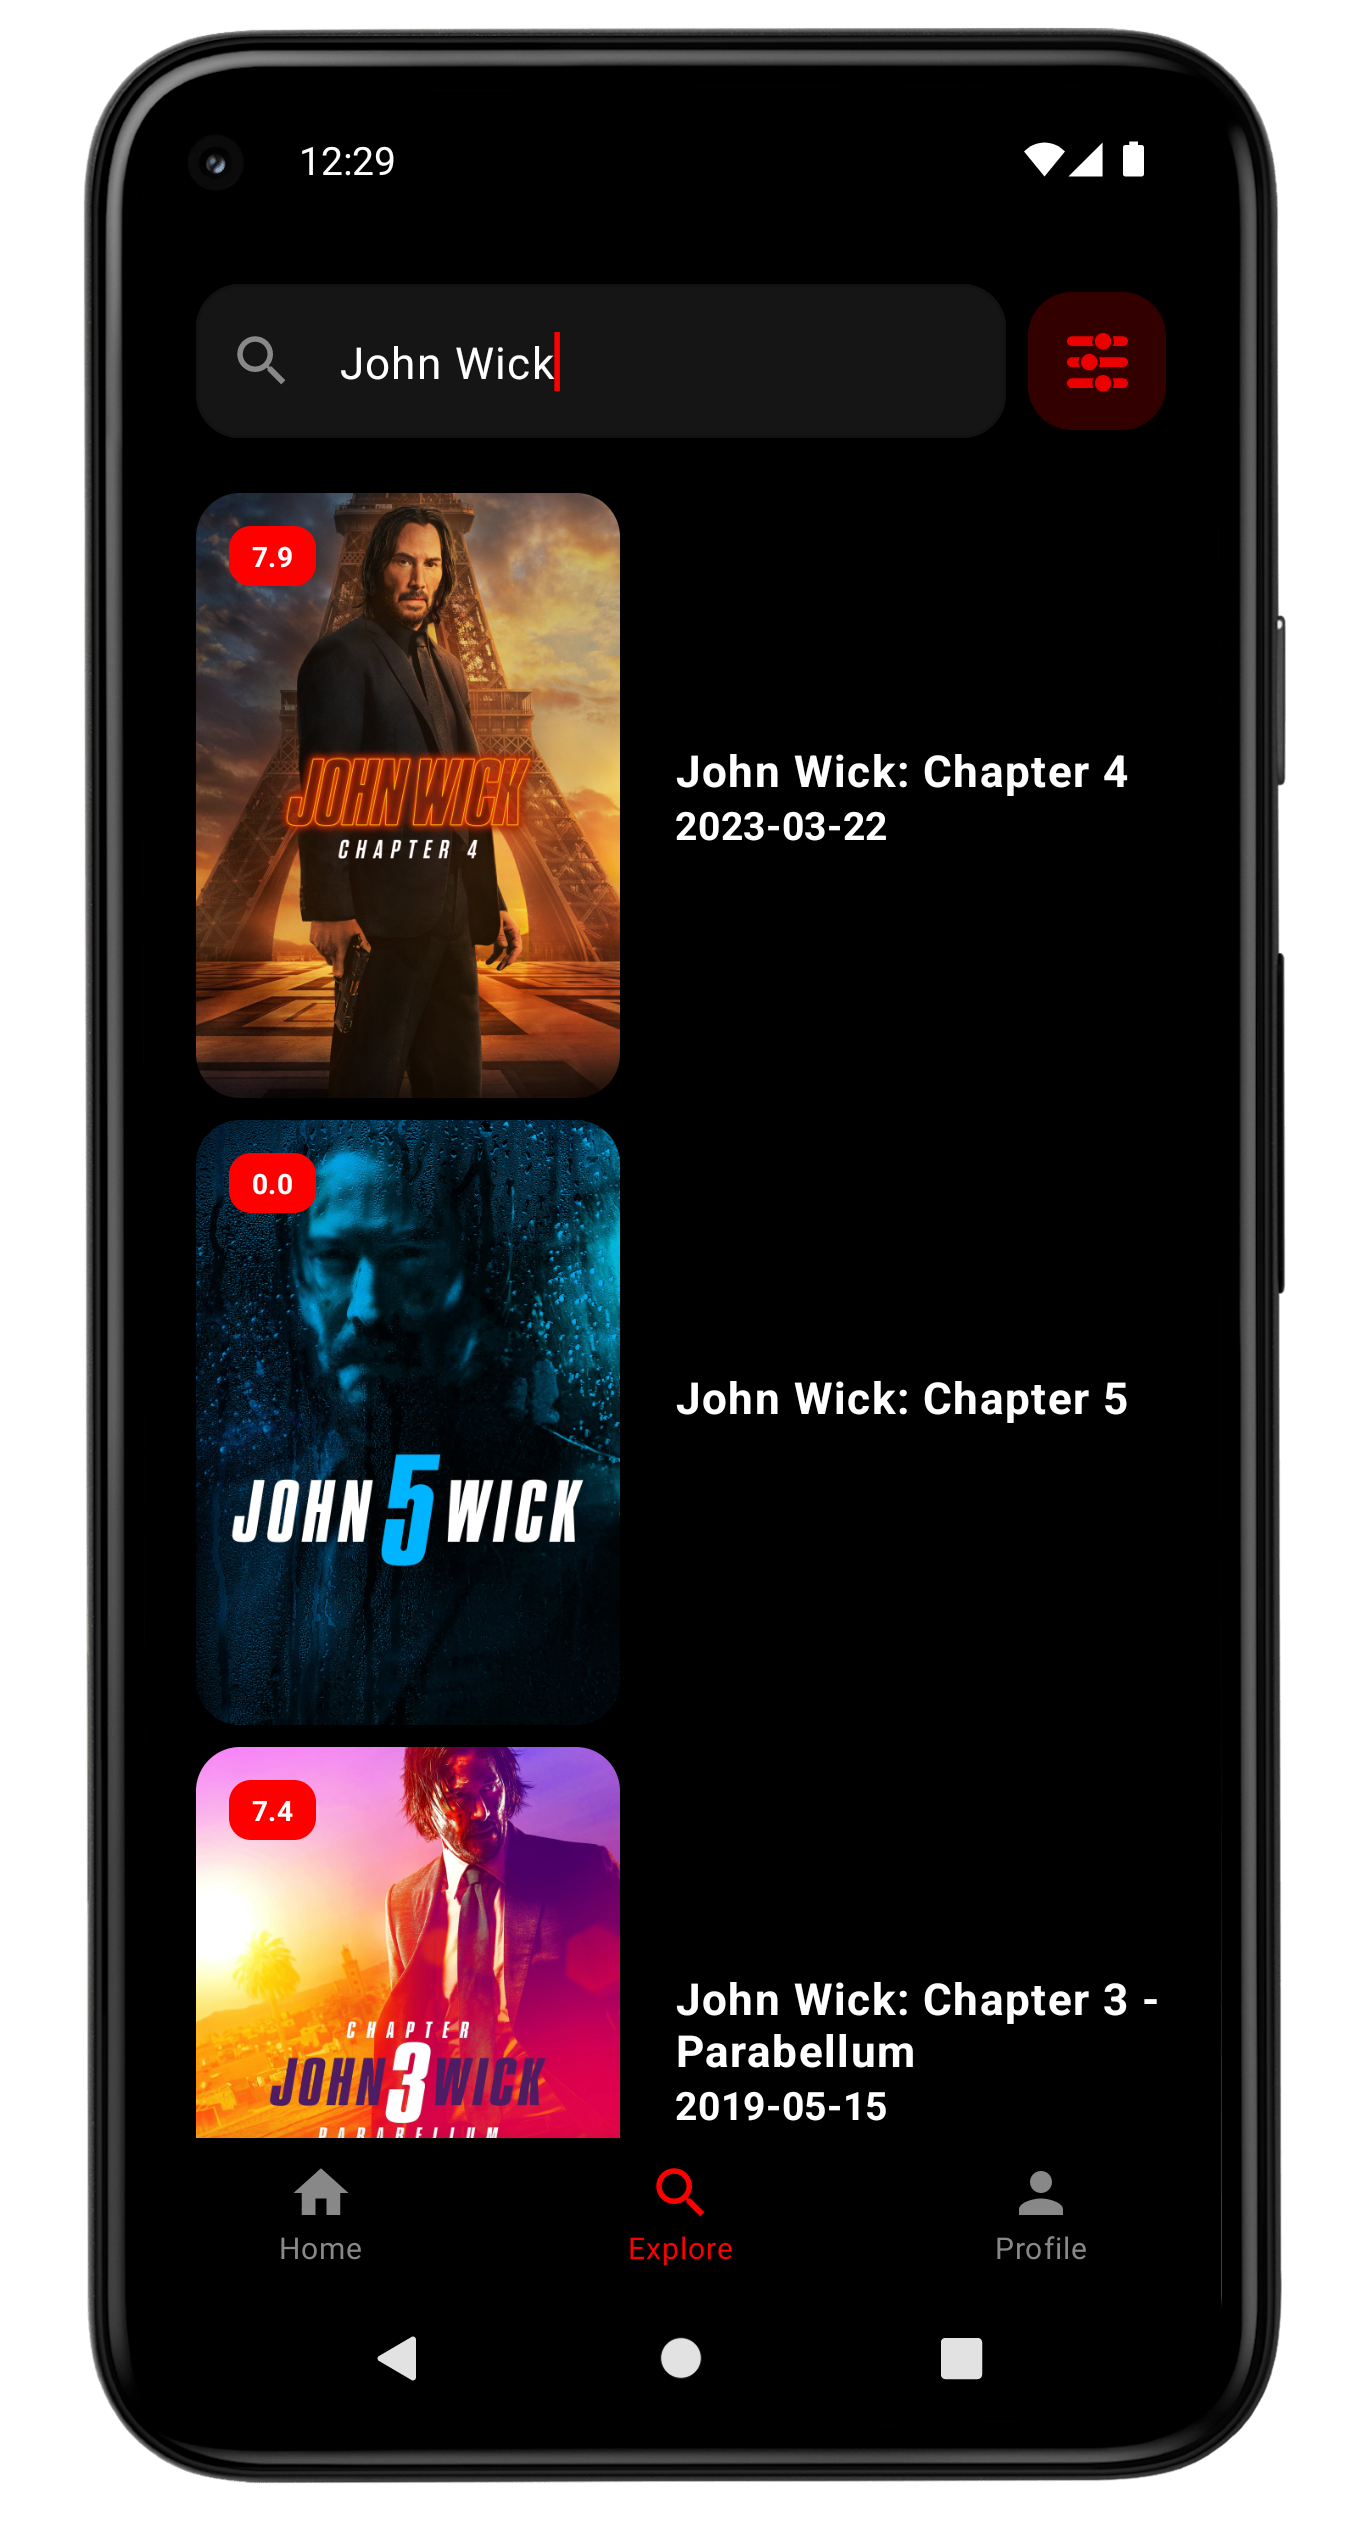 12:29
John Wick
7.9
JOHN WICK
CHAPTER 4
John Wick: Chapter 4
2023-03-22
0.0
JOHN 5 WICK
John Wick: Chapter 5
7.4
CHAPTER
JOHN 3 WICK
PARABELLUM
John Wick: Chapter 3 -
Parabellum
2019-05-15
Home
Explore
Profile